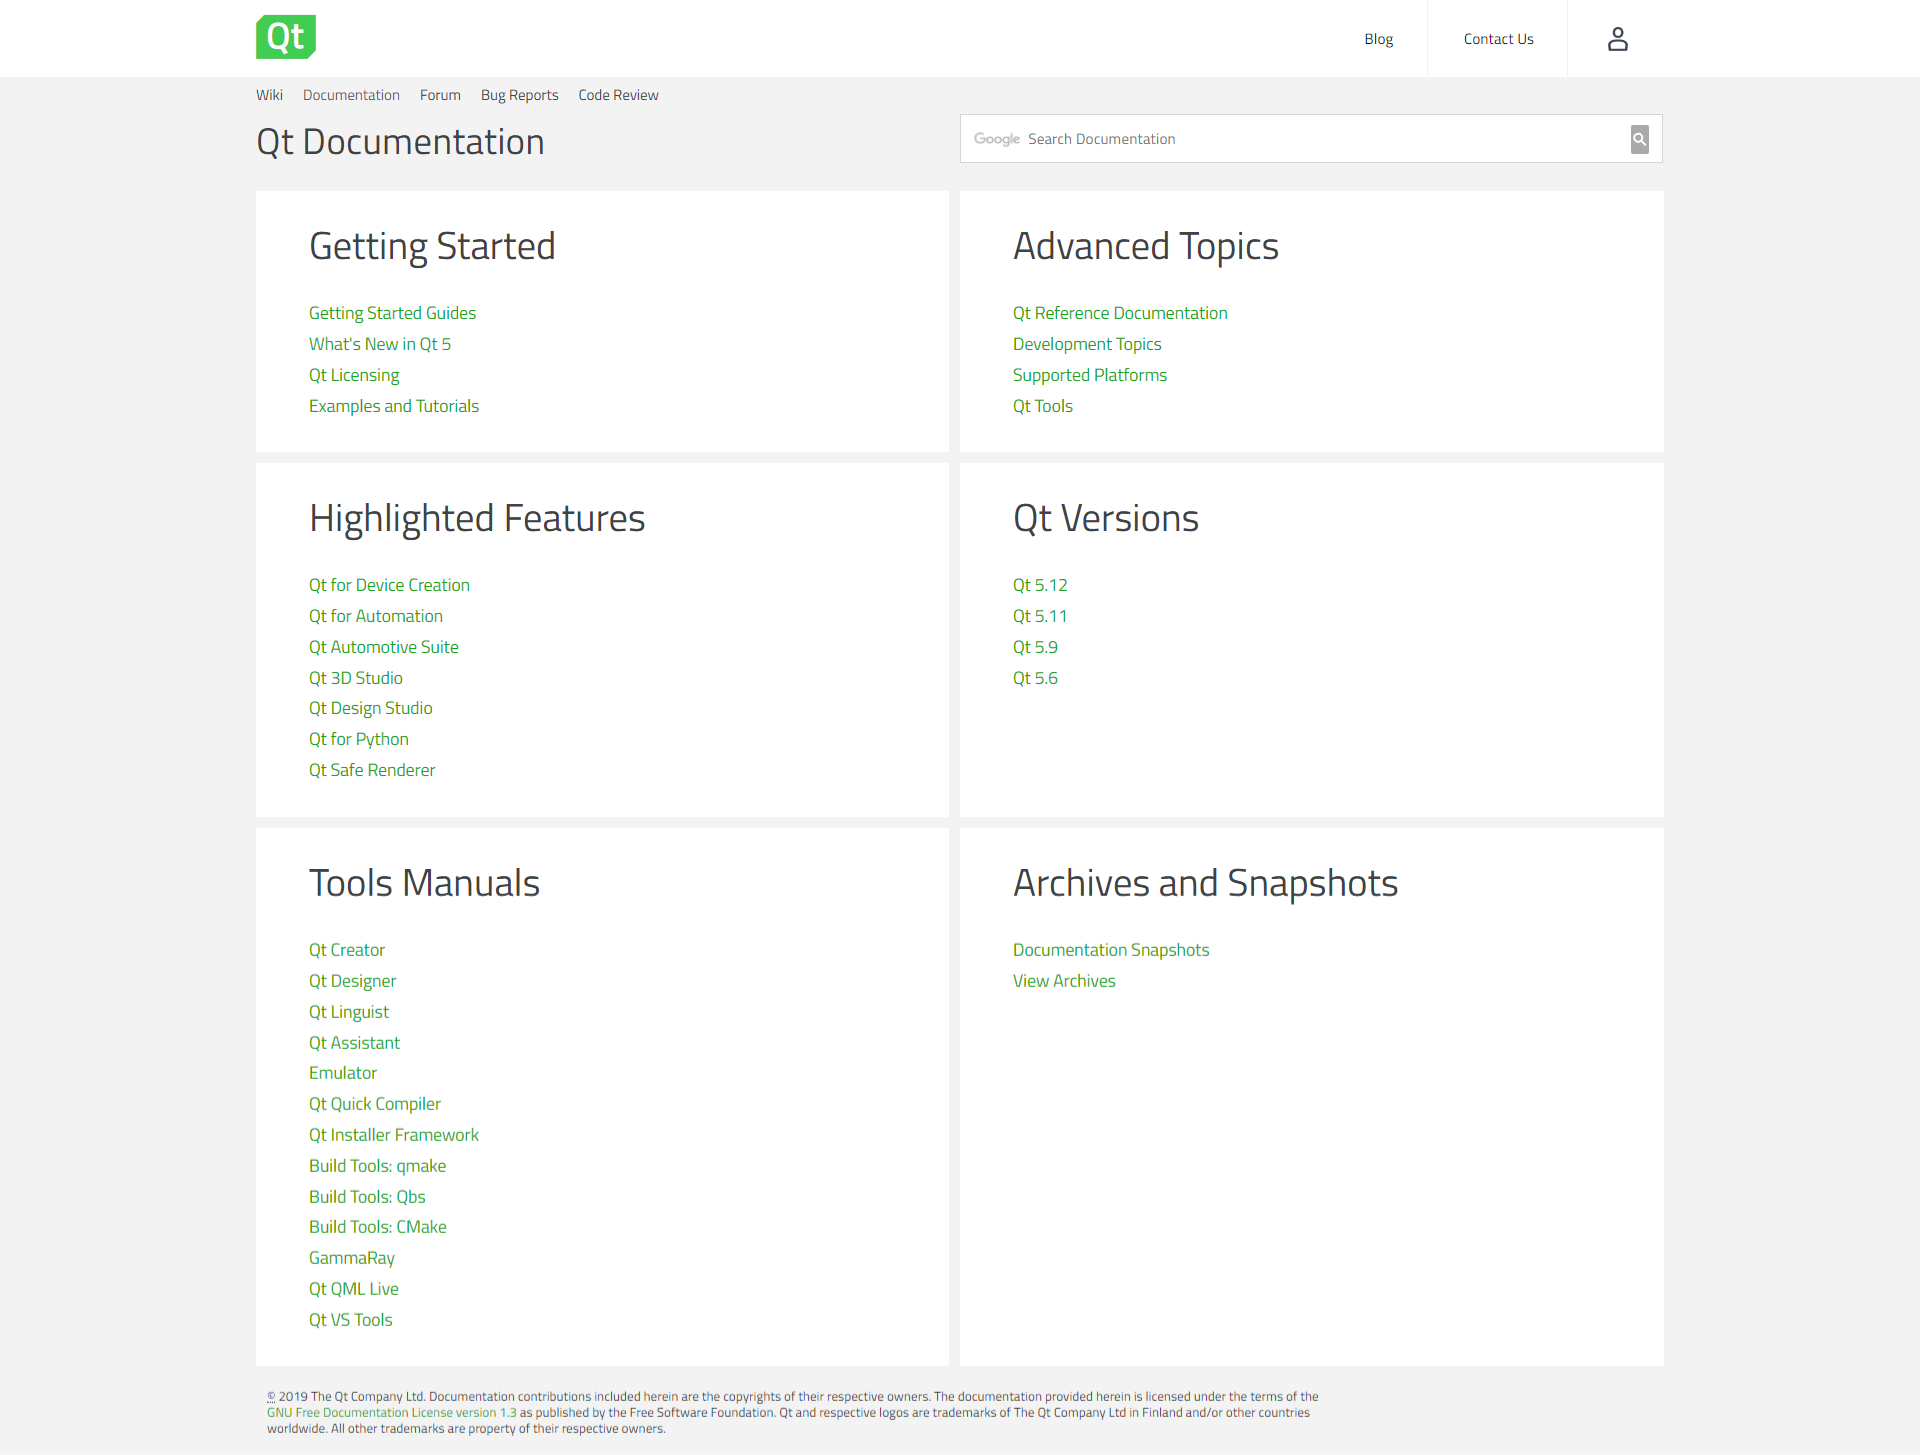 Qt
Blog
Contact Us
Wiki Documentation Forum Bug Reports Code Review
Qt Documentation
Google Search Documentation
Getting Started
Getting Started Guides
What's New in Qt 5
Qt Licensing
Examples and Tutorials
Advanced Topics
Qt Reference Documentation
Development Topics
Supported Platforms
Qt Tools
Highlighted Features
Qt for Device Creation
Qt for Automation
Qt Automotive Suite
Qt 3D Studio
Qt Design Studio
Qt for Python
Qt Safe Renderer
Qt Versions
Qt 5.12
Qt 5.11
Qt 5.9
Qt 5.6
Tools Manuals
Qt Creator
Qt Designer
Qt Linguist
Qt Assistant
Emulator
Qt Quick Compiler
Qt Installer Framework
Build Tools: qmake
Build Tools: Qbs
Build Tools: CMake
GammaRay
Qt QML Live
Qt VS Tools
Archives and Snapshots
Documentation Snapshots
View Archives
© 2019 The Qt Company Ltd. Documentation contributions included herein are the copyrights of their respective owners. The documentation provided herein is licensed under the terms of the
GNU Free Documentation License version 1.3 as published by the Free Software Foundation. Qt and respective logos are trademarks of The Qt Company Ltd in Finland and/or other countries
worldwide. All other trademarks are property of their respective owners.